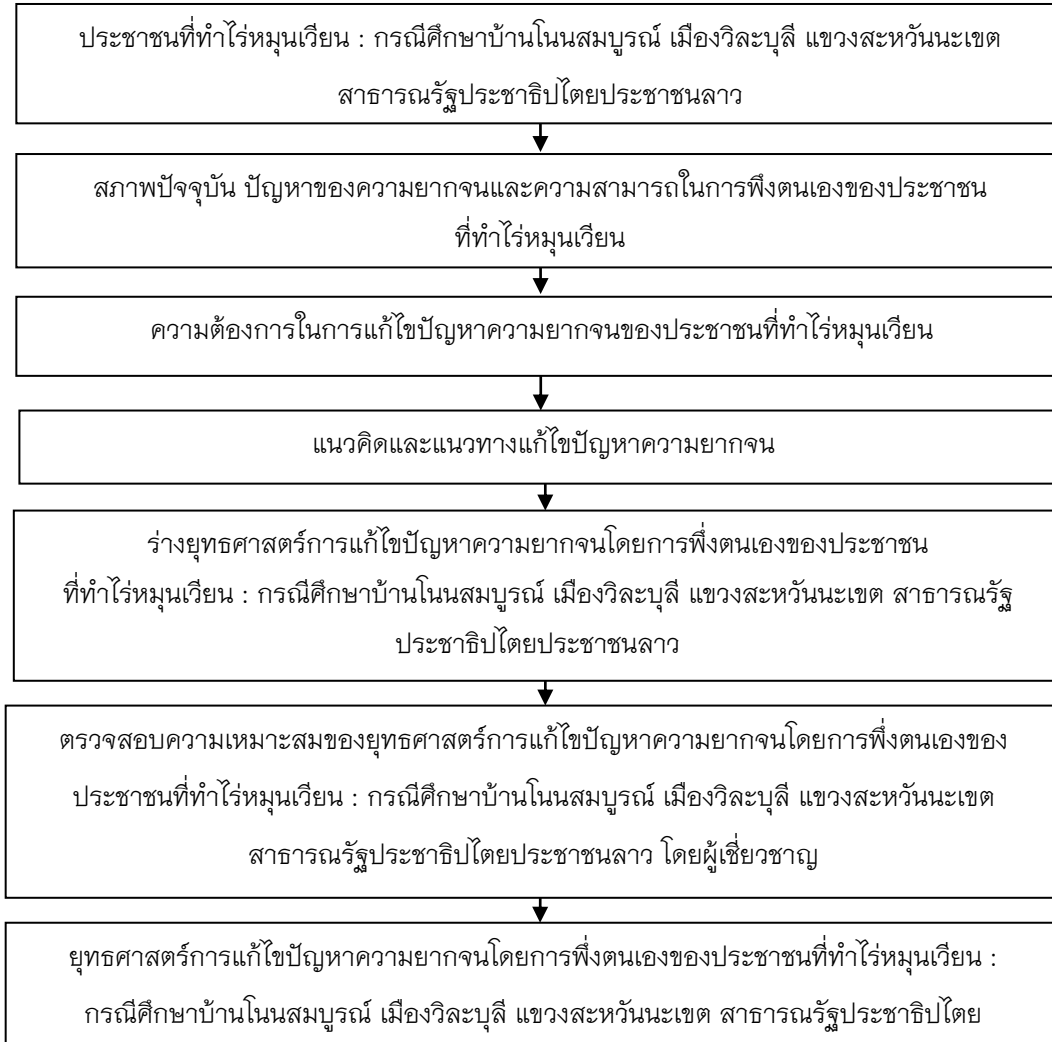 ประชาชนที่ทำไร่หมุนเวียน : กรณีศึกษาบ้านโนนสมบูรณ์ เมืองวิละบุลี แขวงสะหวันนะเขต
สาธารณรัฐประชาธิปไตยประชาชนลาว
สภาพปัจจุบัน ปัญหาของความยากจนและความสามารถในการพึงตนเองของประชาชน
ที่ทำไร่หมุนเวียน
ความต้องการในการแก้ไขปัญหาความยากจนของประชาชนที่ทำไร่หมุนเวียน
แนวคิดและแนวทางแก้ไขปัญหาความยากจน
ร่างยุทธศาสตร์การแก้ไขปัญหาความยากจนโดยการพึ่งตนเองของประชาชน
ที่ทำไร่หมุนเวียน : กรณีศึกษาบ้านโนนสมบูรณ์ เมืองวิละบุลี แขวงสะหวันนะเขต สาธารณรัฐ
ประชาธิปไตยประชาชนลาว
ตรวจสอบความเหมาะสมของยุทธศาสตร์การแก้ไขปัญหาความยากจนโดยการพึ่งตนเองของ
ประชาชนที่ทำไร่หมุนเวียน : กรณีศึกษาบ้านโนนสมบูรณ์ เมืองวิละบุลี แขวงสะหวันนะเขต
สาธารณรัฐประชาธิปไตยประชาชนลาว โดยผู้เชี่ยวชาญ
ยุทธศาสตร์การแก้ไขปัญหาความยากจนโดยการพึ่งตนเองของประชาชนที่ทำไร่หมุนเวียน :
กรณีศึกษาบ้านโนนสมบูรณ์ เมืองวิละบุลี แขวงสะหวันนะเขต สาธารณรัฐประชาธิปไตย